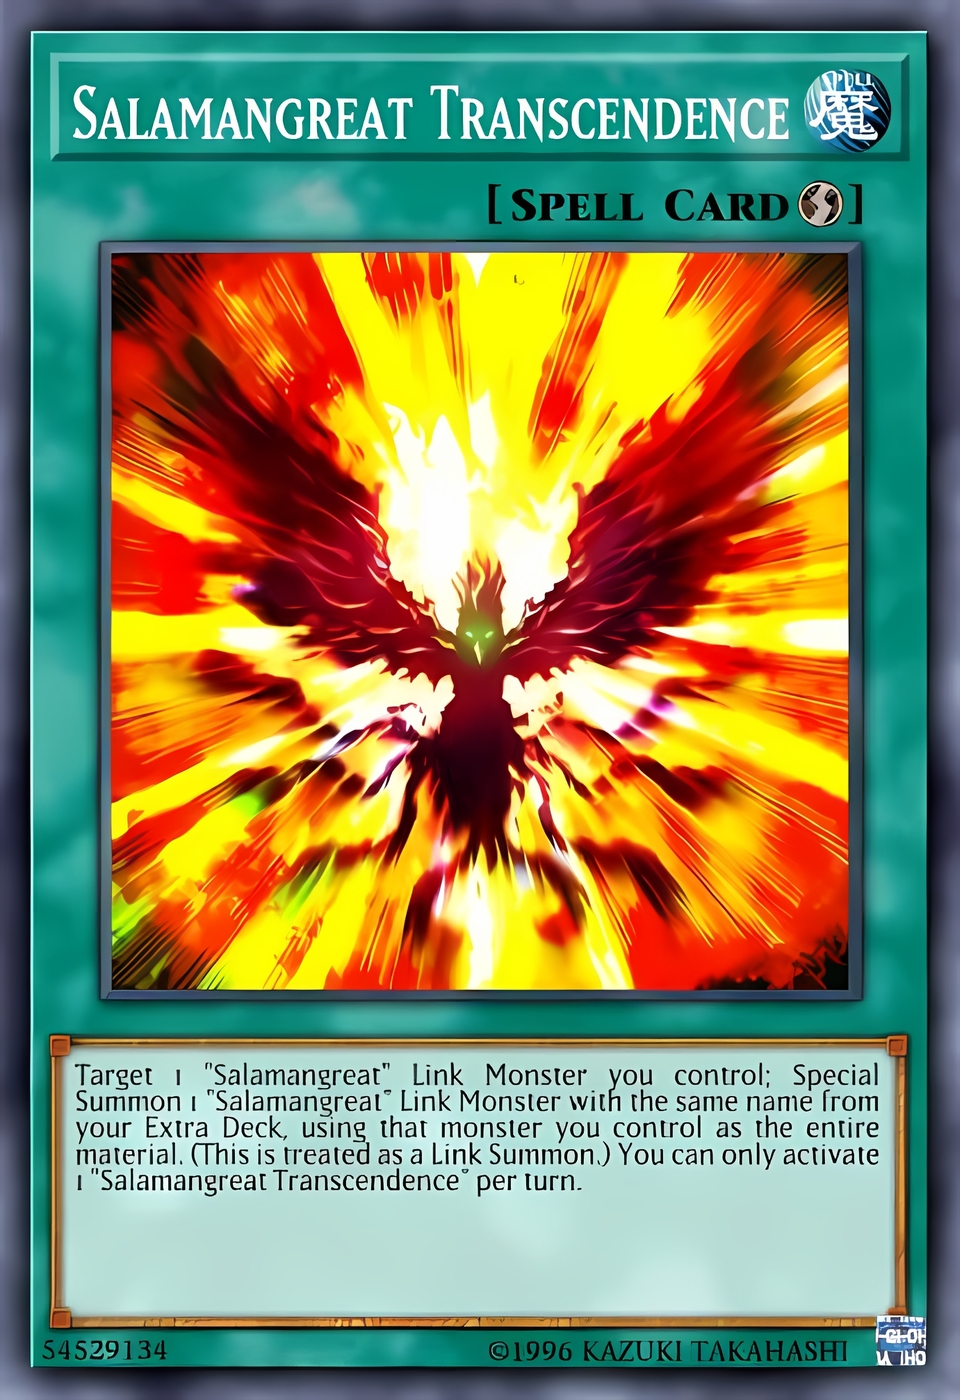 SALAMANGREAT TRANSCENDENCE
魔
[SPELL CARD]
Target 1 "Salamangreat" Link Monster you control; Special
Summon 1 "Salamangreat" Link Monster with the same name from
your Extra Deck, using that monster you control as the entire
material. (This is treated as a Link Summon.) You can only activate
1 "Salamangreat Transcendence" per turn.
54529134
©1996 KAZUKI TAKAHASHI